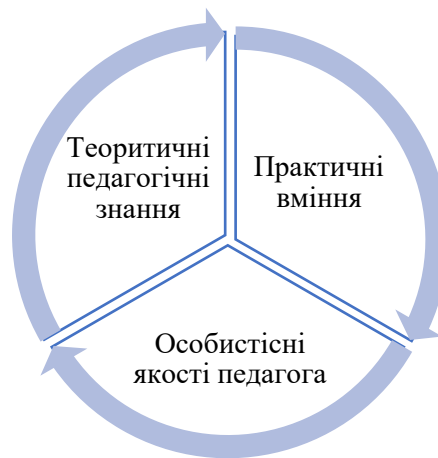 Теоритичні
педагогічні
знання
Практичні
вміння
Особистісні
якості педагога